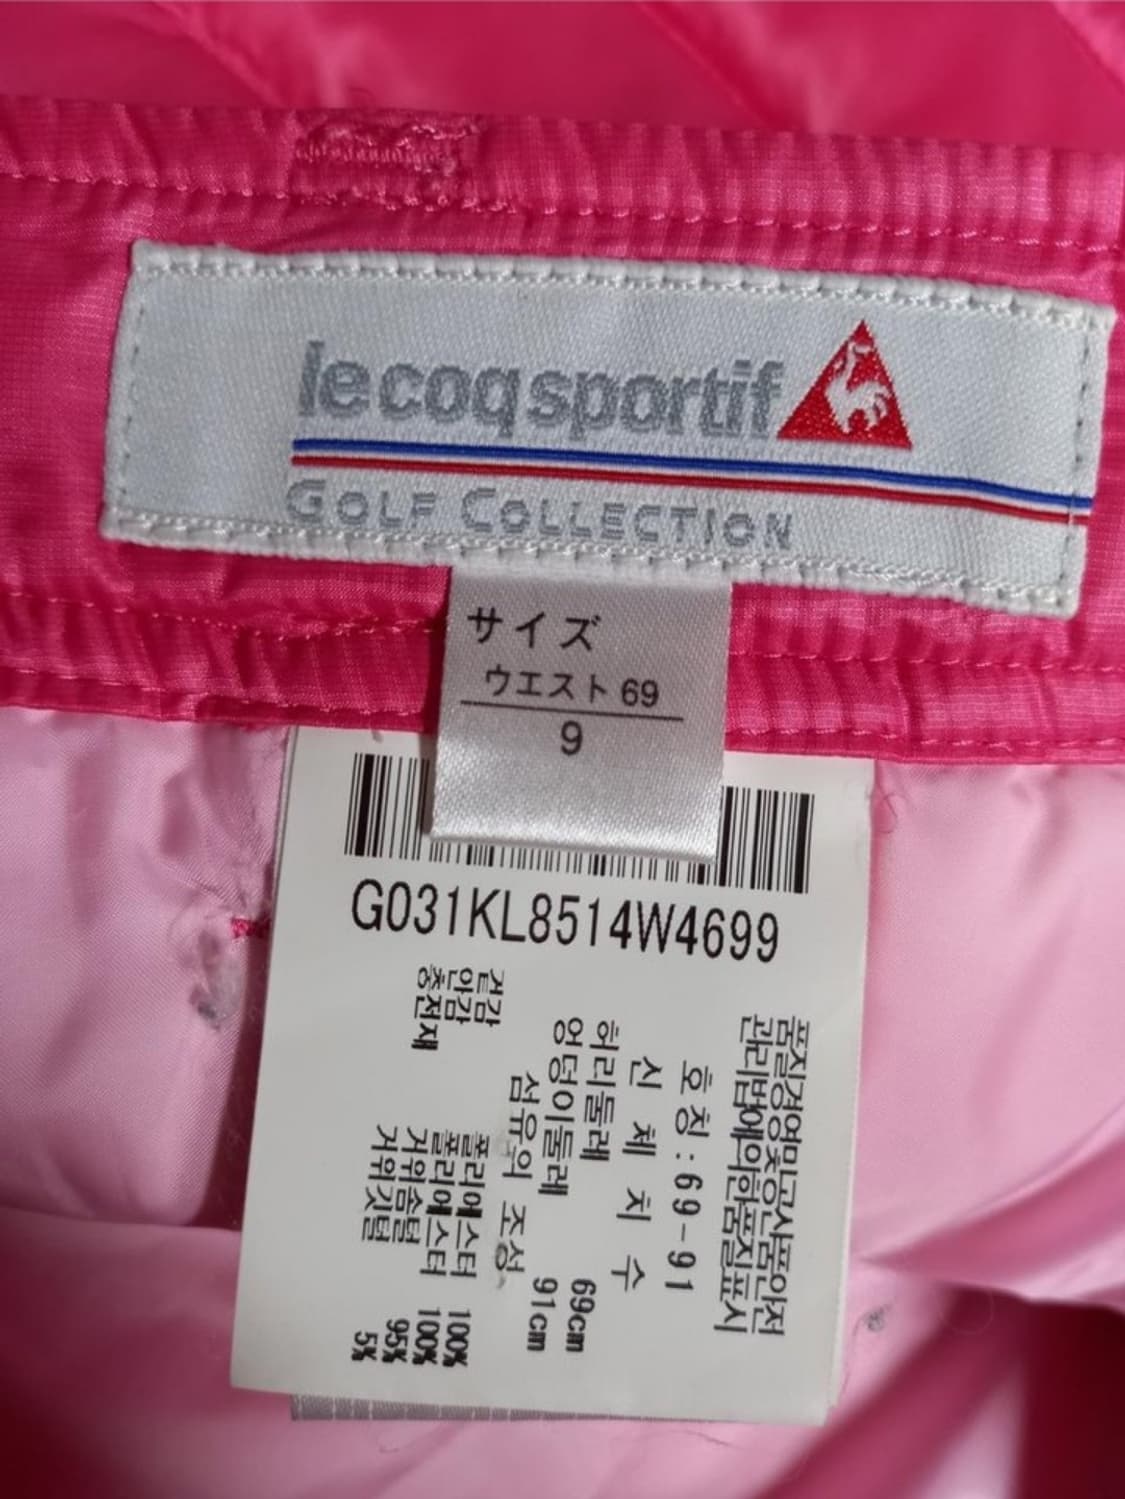 le coq sportif
GOLF COLLECTION
サイズ
ウエスト 69
9
G031KL8514W4699
품질경영및공산품안전
관리법에의한품질표시
호칭:69-91
신체치수
허리둘레 69cm
엉덩이둘레 91cm
섬유의 조성
겉감 폴리에스터 100%
안감 폴리에스터 100%
충전재 거위솜털 95%
거위깃털 5%